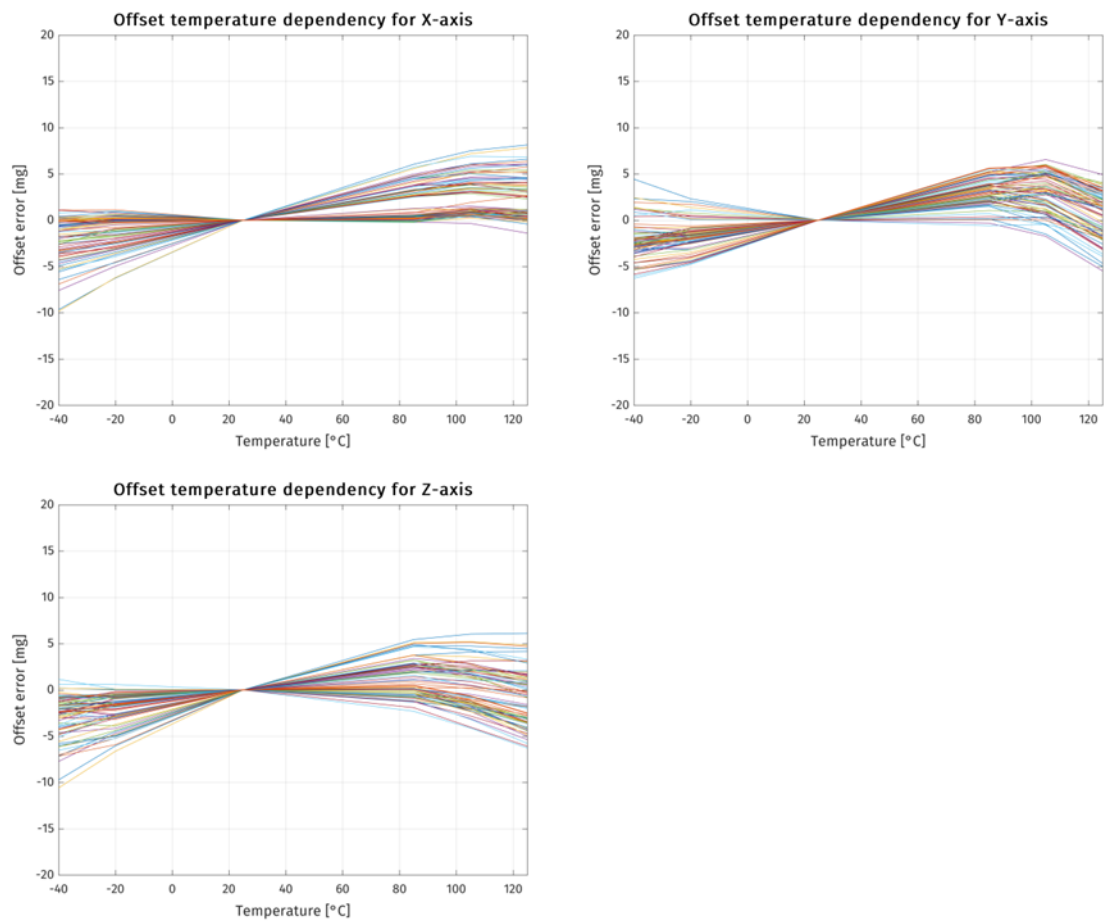 Offset temperature dependency for X-axis
20
15
10
5
0
-5
-10
-15
-20
Offset error [mg]
-40 -20 0 20 40 60 80 100 120
Temperature [°C]
Offset temperature dependency for Y-axis
20
15
10
5
0
-5
-10
-15
-20
Offset error [mg]
-40 -20 0 20 40 60 80 100 120
Temperature [°C]
Offset temperature dependency for Z-axis
20
15
10
5
0
-5
-10
-15
-20
Offset error [mg]
-40 -20 0 20 40 60 80 100 120
Temperature [°C]